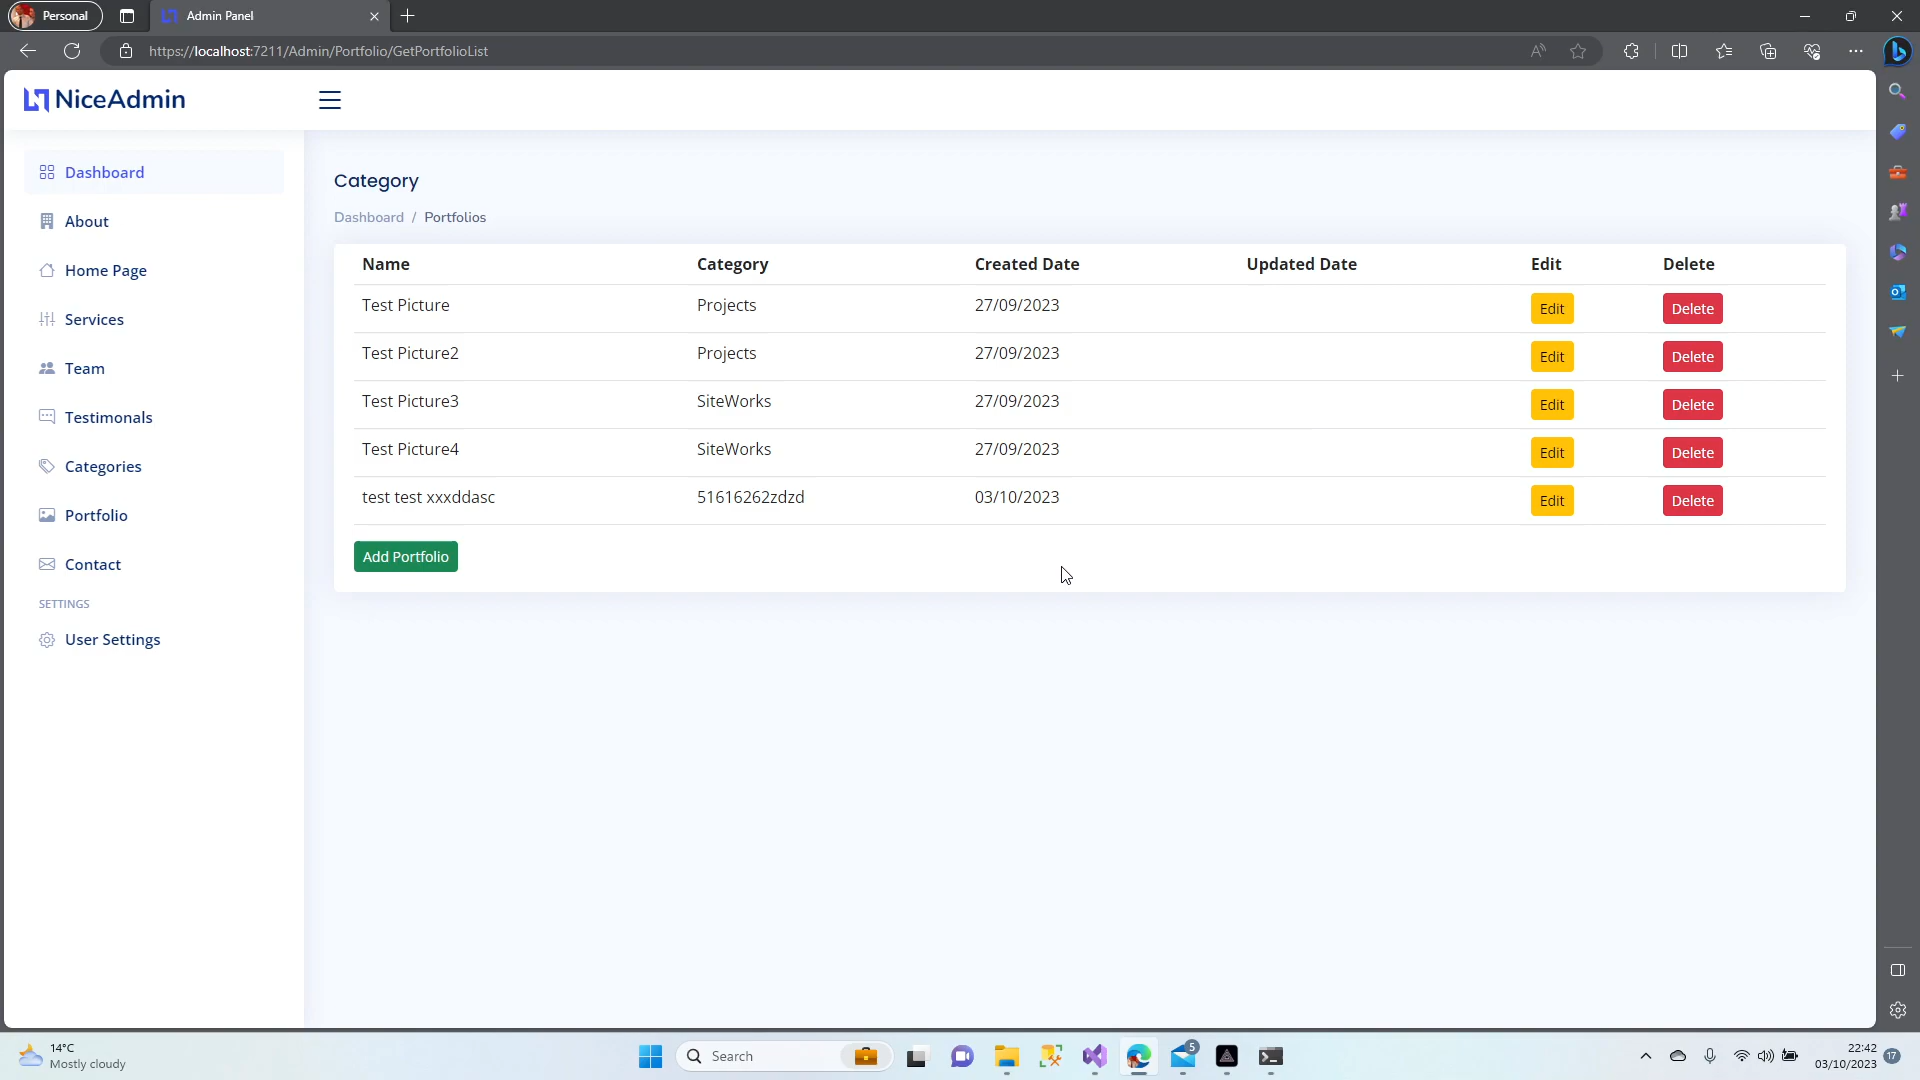 Personal
Admin Panel
https://localhost:7211/Admin/Portfolio/GetPortfolioList
NiceAdmin
Dashboard
About
Home Page
Services
Team
Testimonals
Categories
Portfolio
Contact
SETTINGS
User Settings
Category
Dashboard / Portfolios
Name Category Created Date Updated Date Edit Delete
Test Picture Projects 27/09/2023 Edit Delete
Test Picture2 Projects 27/09/2023 Edit Delete
Test Picture3 SiteWorks 27/09/2023 Edit Delete
Test Picture4 SiteWorks 27/09/2023 Edit Delete
test test xxxddasc 51616262zdzd 03/10/2023 Edit Delete
Add Portfolio
14°C
Mostly cloudy
Search
5
22:42
03/10/2023
17